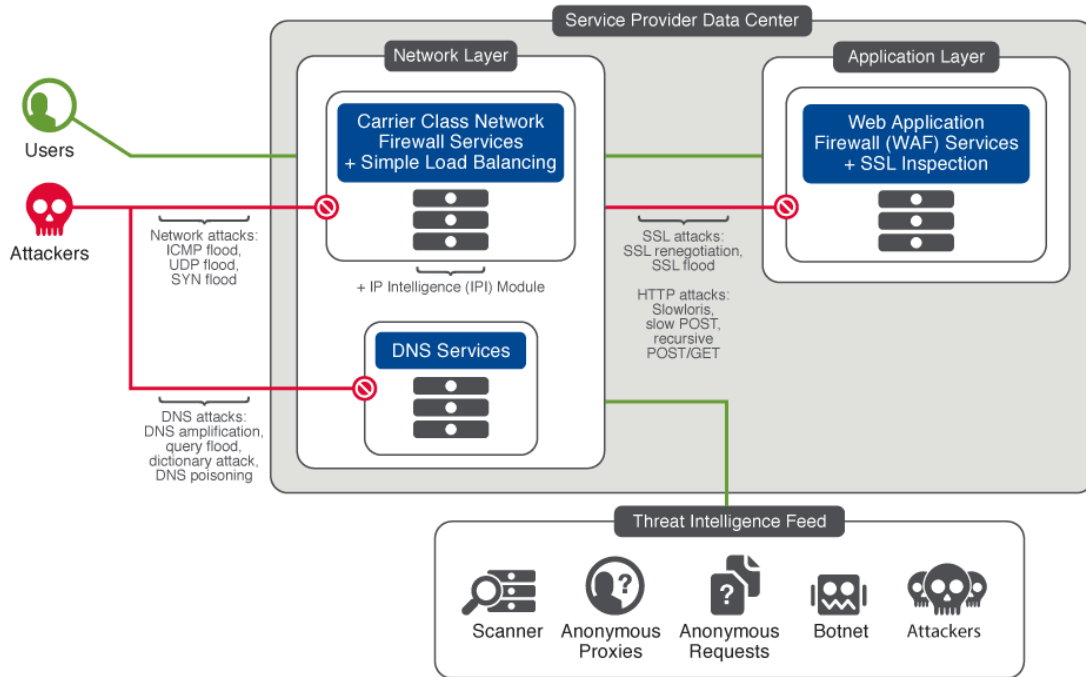 Service Provider Data Center
Network Layer
Application Layer
Carrier Class Network
Firewall Services
+ Simple Load Balancing
Web Application
Firewall (WAF) Services
+ SSL Inspection
Users
Attackers
Network attacks:
ICMP flood,
UDP flood,
SYN flood
SSL attacks:
SSL renegotiation,
SSL flood
+ IP Intelligence (IPI) Module
HTTP attacks:
Slowloris,
slow POST,
recursive
POST/GET
DNS Services
DNS attacks:
DNS amplification,
query flood,
dictionary attack,
DNS poisoning
Threat Intelligence Feed
?
?
Scanner
Anonymous
Proxies
Anonymous
Requests
Botnet
Attackers